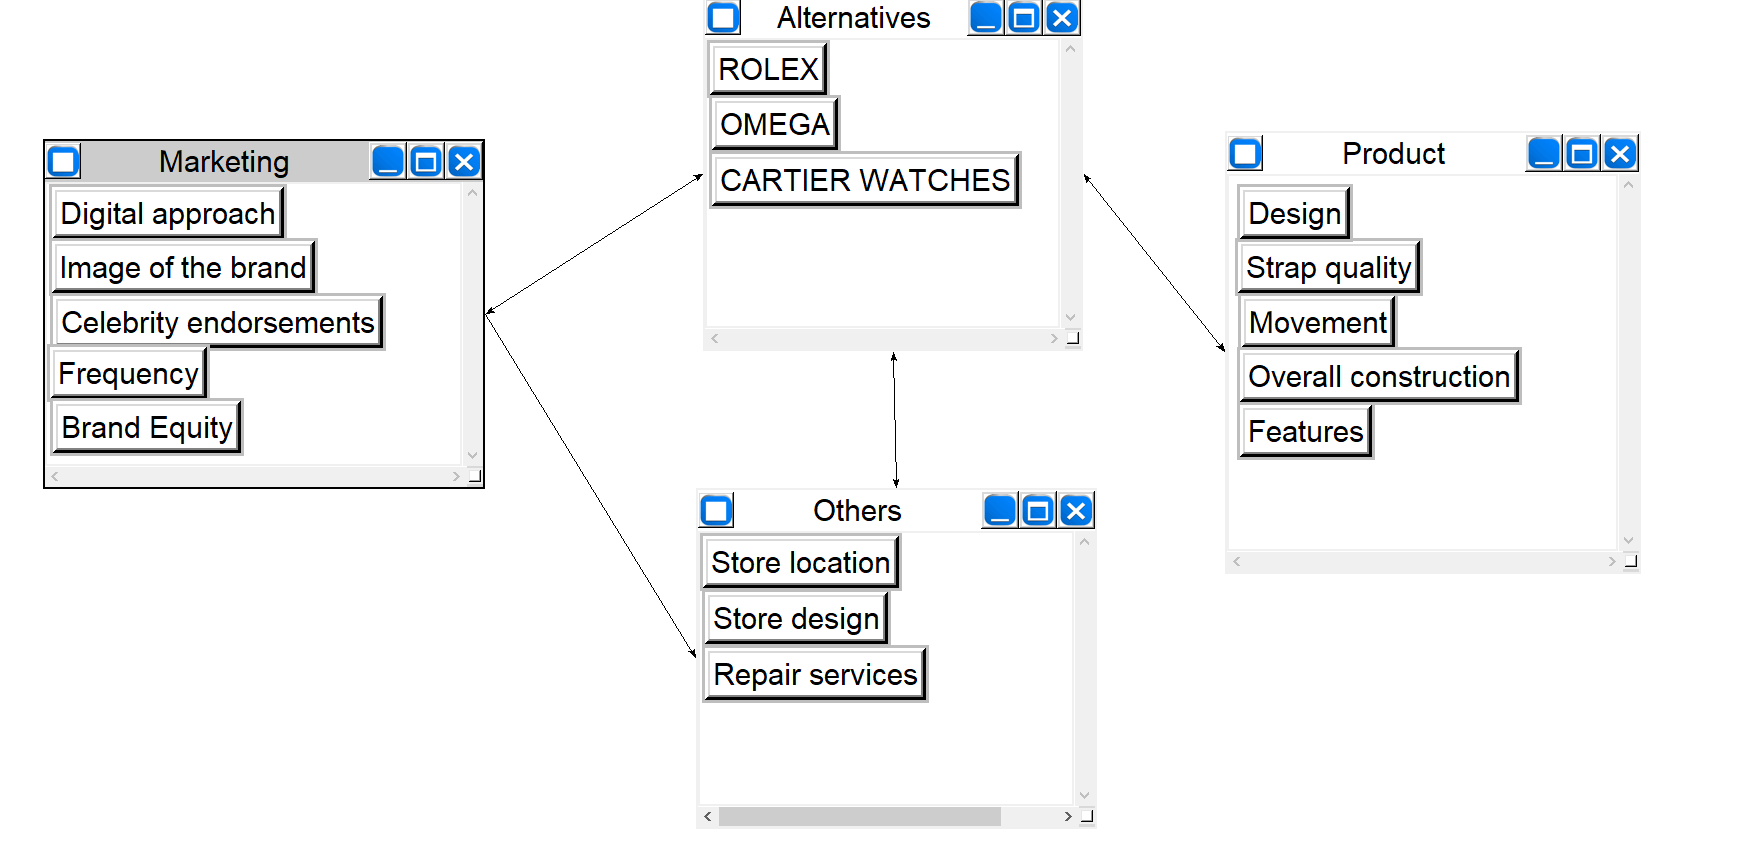 Alternatives
ROLEX
OMEGA
CARTIER WATCHES
Marketing
Digital approach
Image of the brand
Celebrity endorsements
Frequency
Brand Equity
Product
Design
Strap quality
Movement
Overall construction
Features
Others
Store location
Store design
Repair services